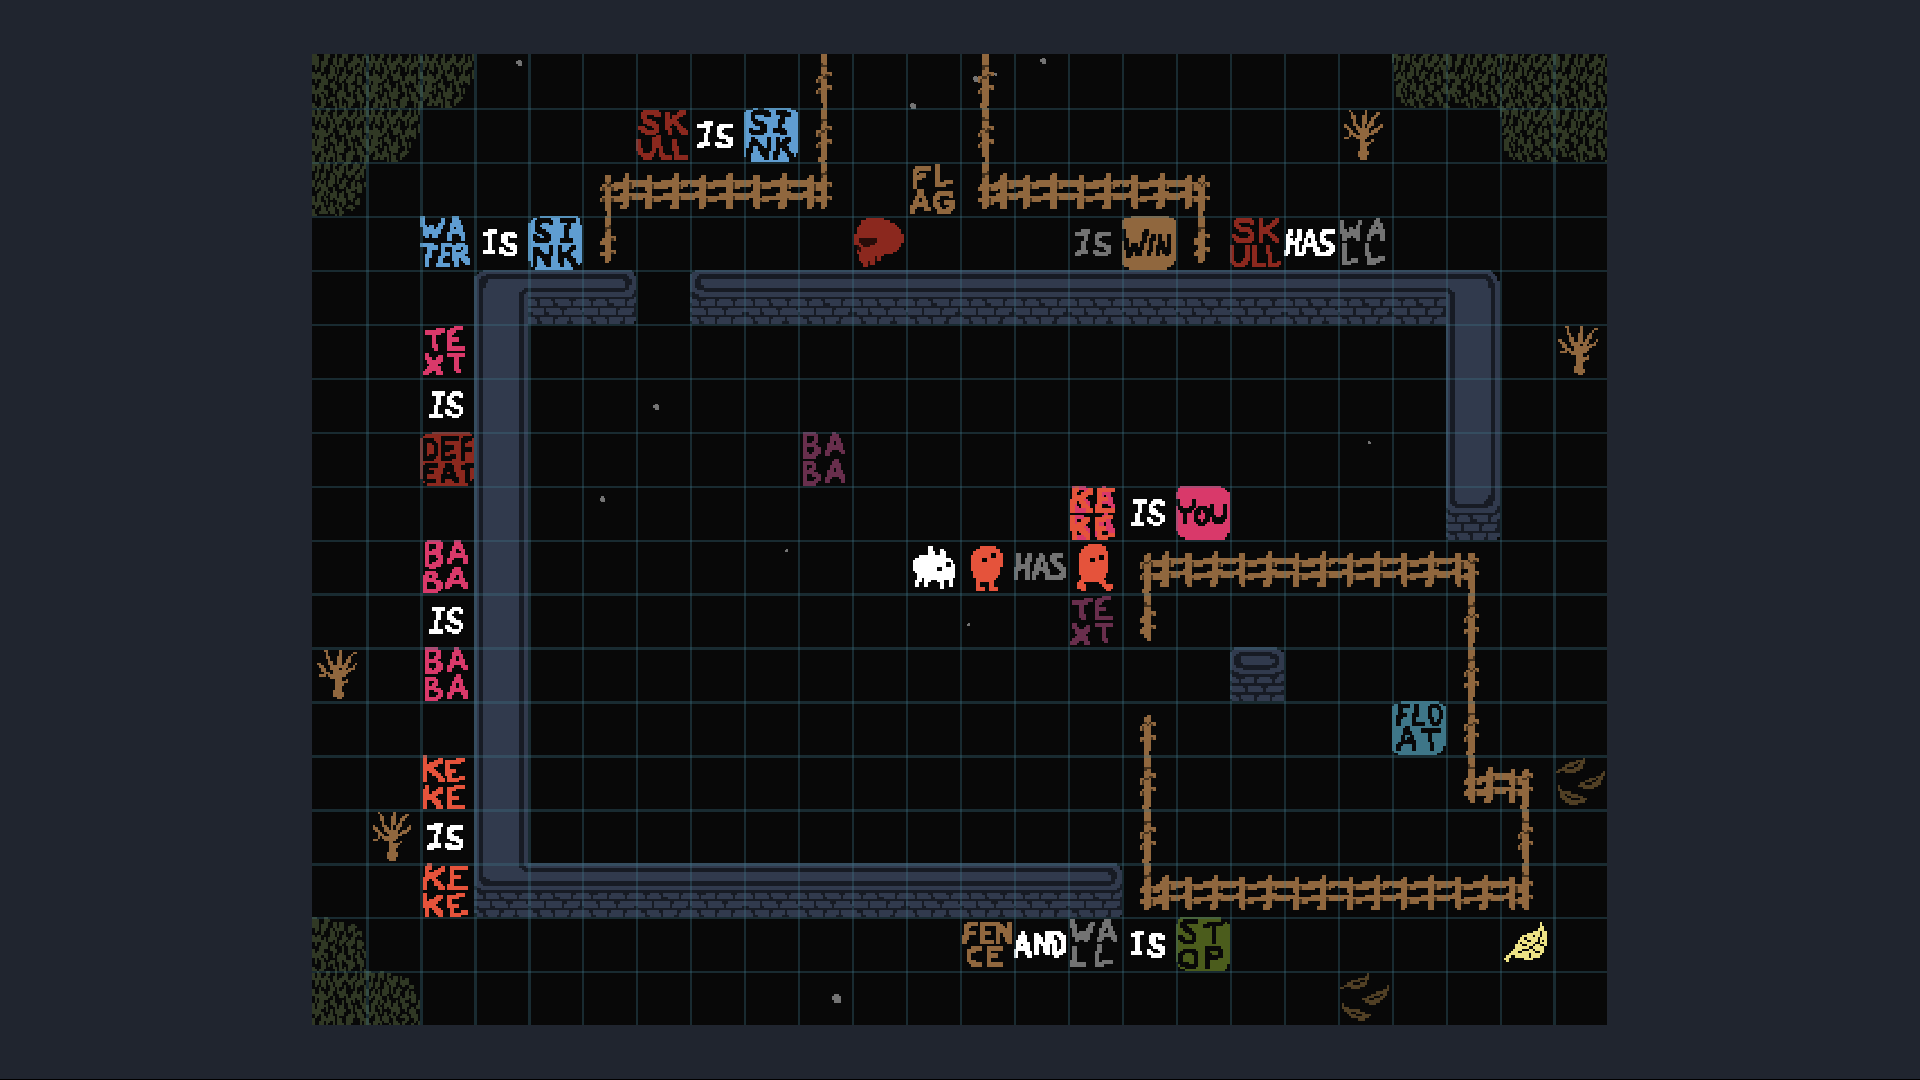 SKULL IS SINK
FLAG
WATER IS SINK
IS WIN
SKULL HAS WALL
TEXT
IS
DEFEAT
BABA
KEKE IS YOU
BABA
IS
BABA
HAS
TEXT
FLOAT
KEKE
IS
KEKE
FENCE AND WALL IS STOP